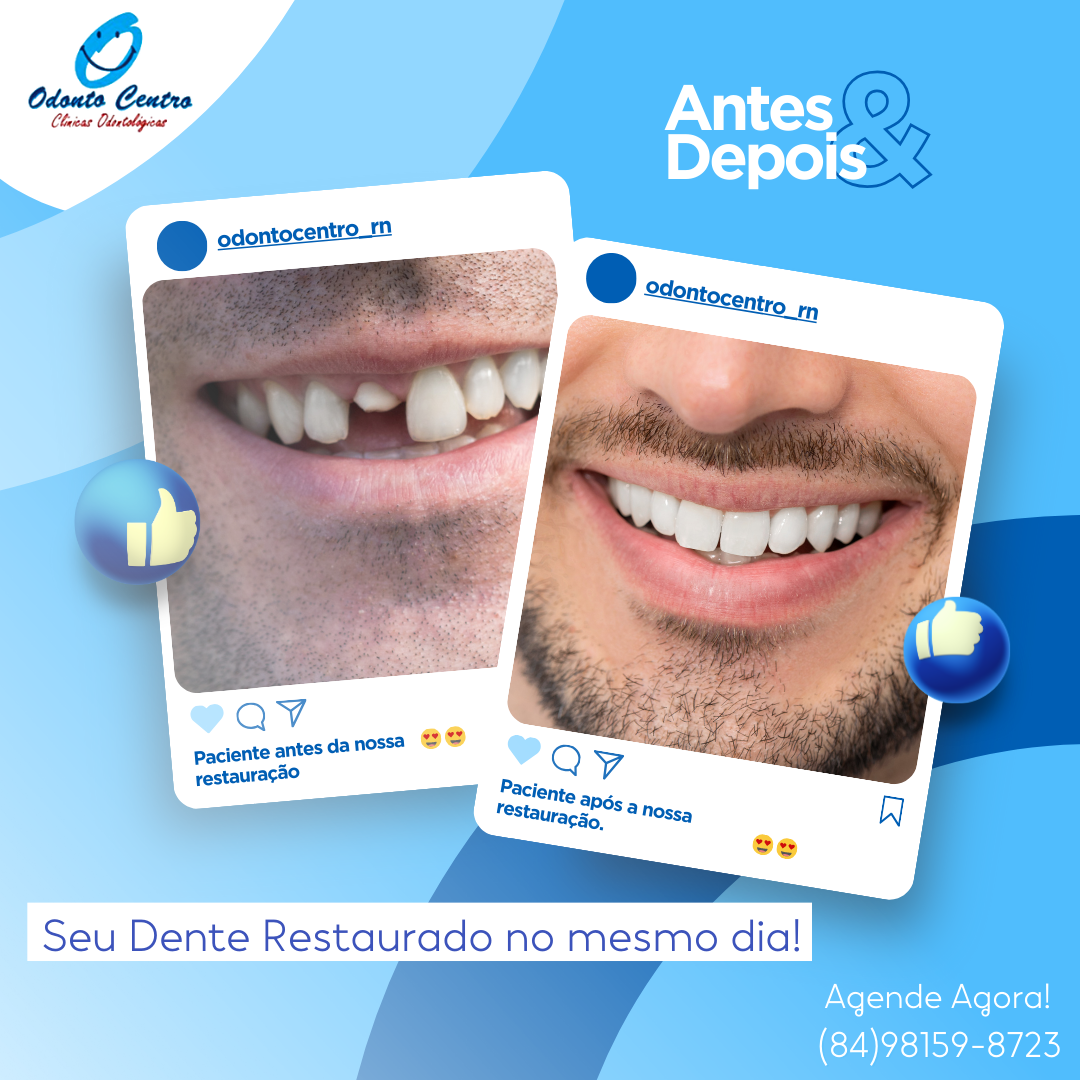 Odonto Centro
Clínicas Odontológicas
Antes &
Depois
odontocentro_rn
Paciente antes da nossa
restauração
odontocentro_rn
Paciente após a nossa
restauração.
Seu Dente Restaurado no mesmo dia!
Agende Agora!
(84)98159-8723